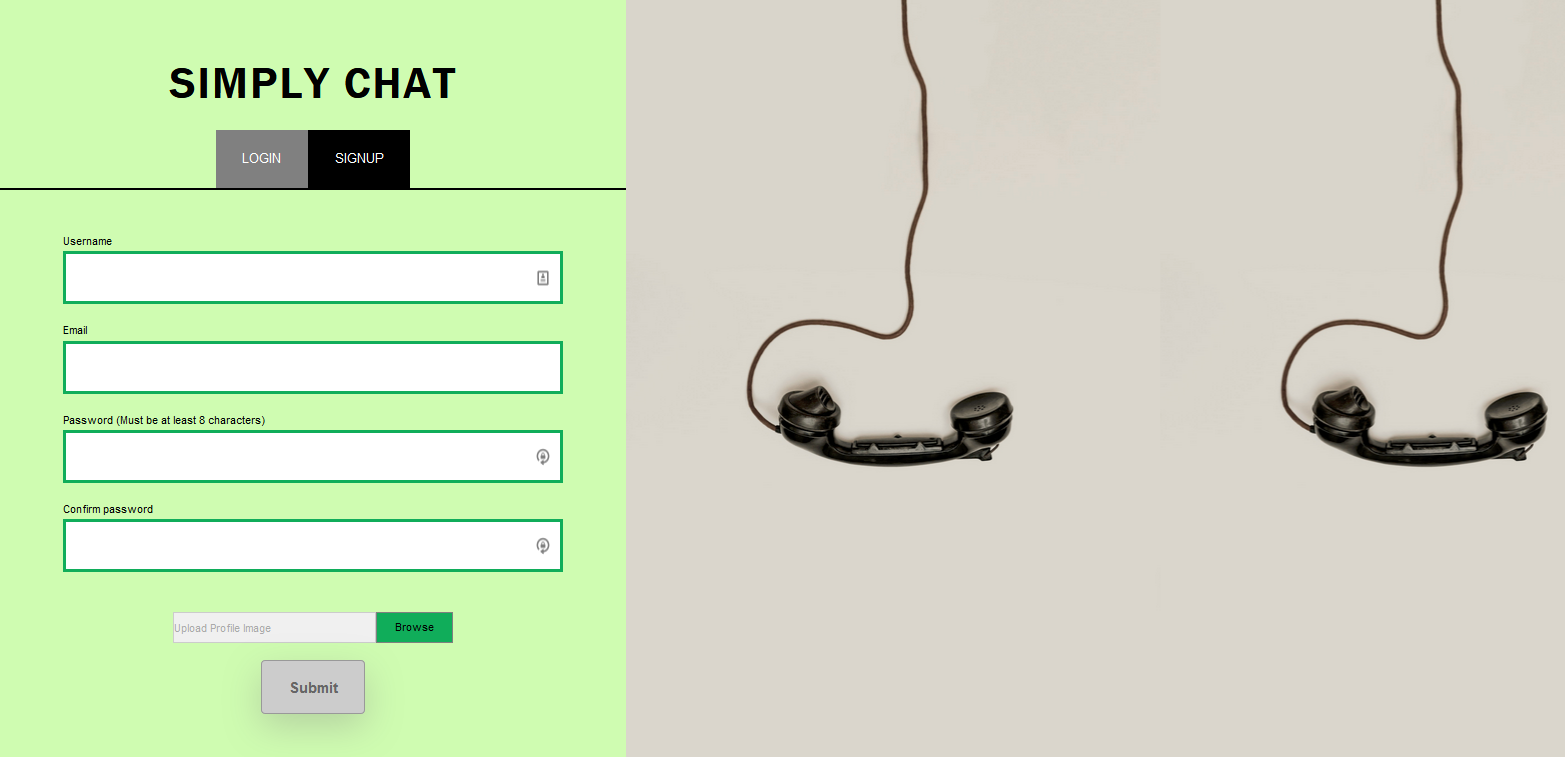 SIMPLY CHAT
LOGIN SIGNUP
Username
Email
Password (Must be at least 8 characters)
Confirm password
Upload Profile Image Browse
Submit